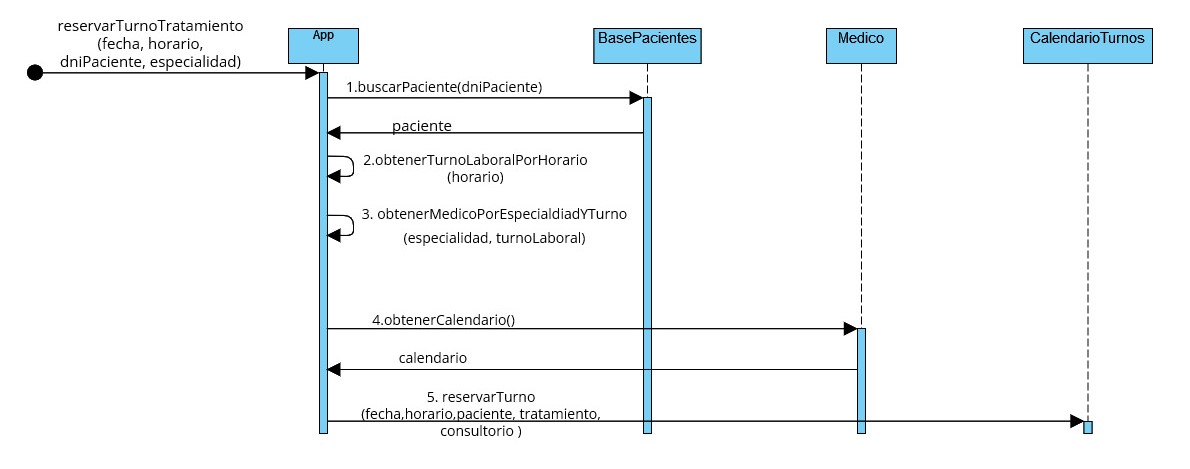 reservarTurnoTratamiento
(fecha, horario,
dniPaciente, especialidad)
App
BasePacientes
Medico
CalendarioTurnos
1.buscarPaciente(dniPaciente)
paciente
2.obtenerTurnoLaboralPorHorario
(horario)
3. obtenerMedicoPorEspecialdiadYTurno
(especialidad, turnoLaboral)
4.obtenerCalendario()
calendario
5. reservarTurno
(fecha,horario,paciente, tratamiento,
consultorio )